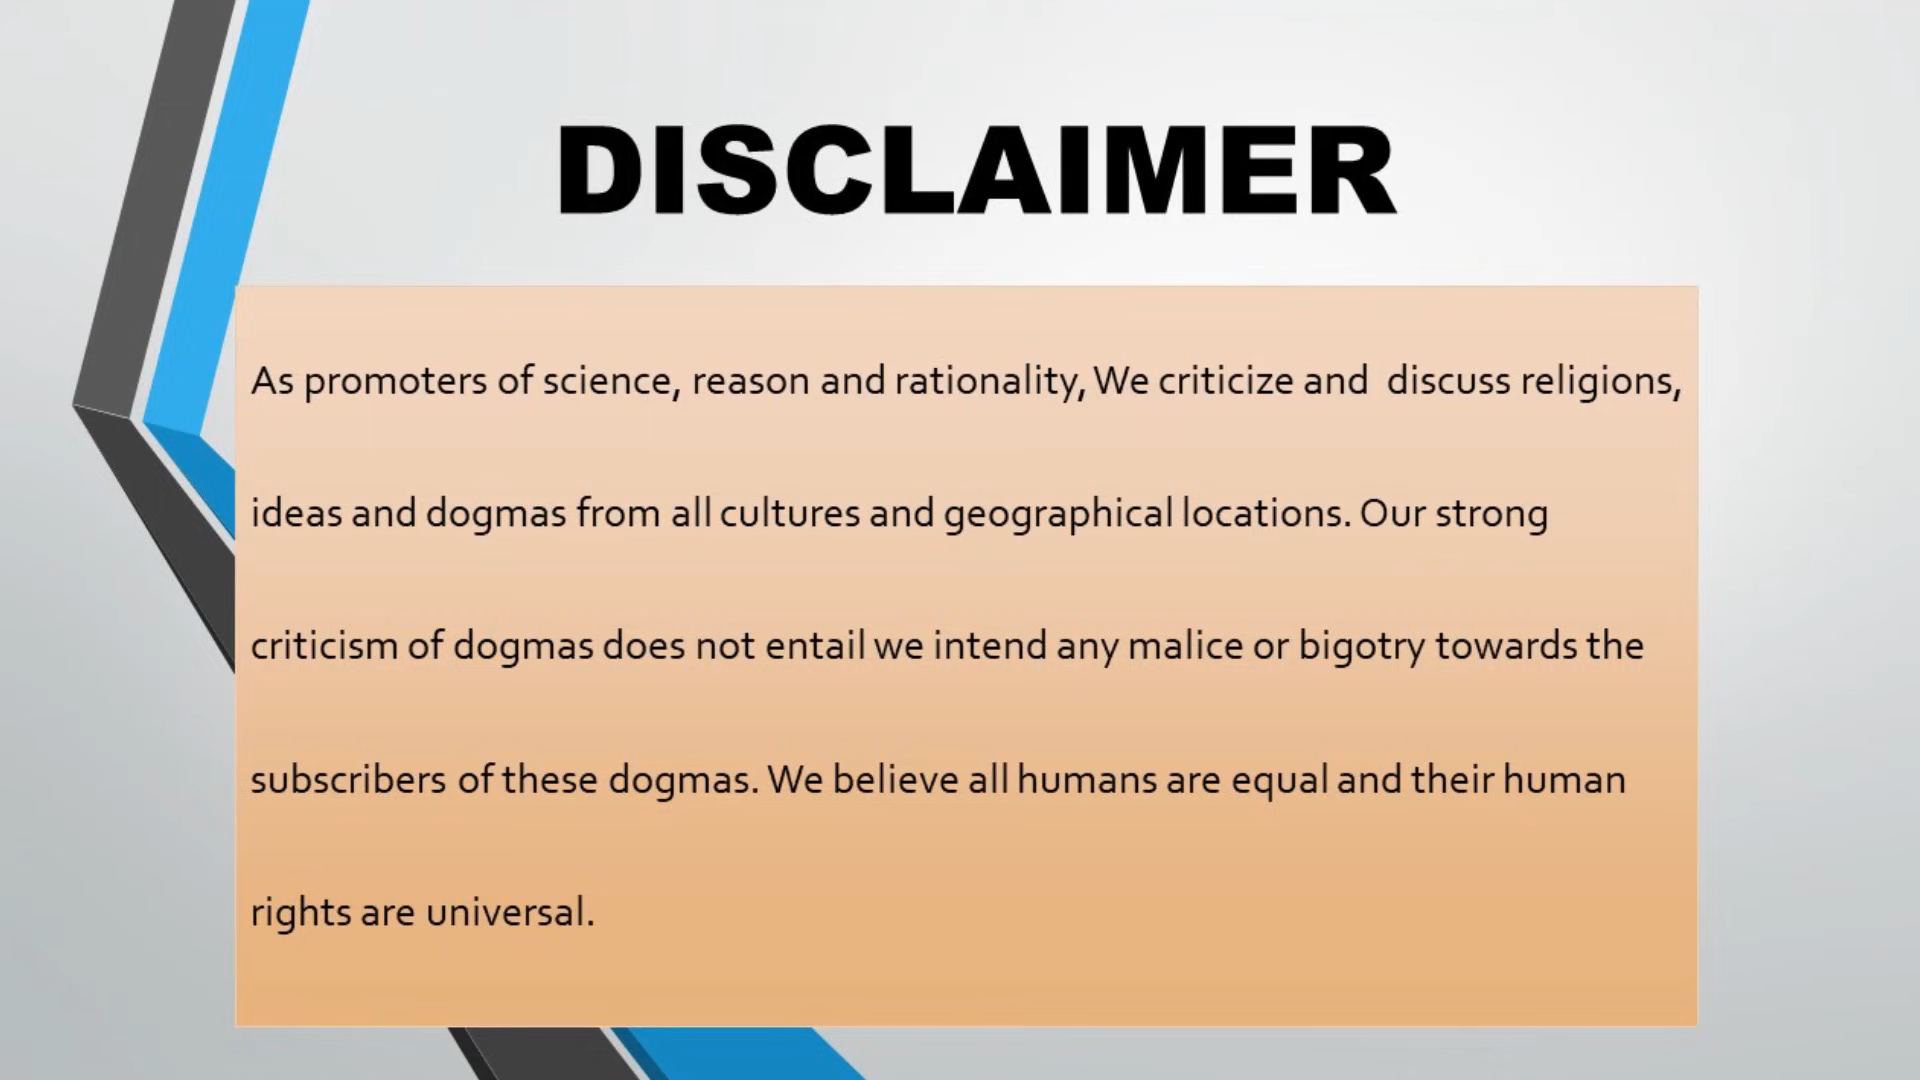 DISCLAIMER
As promoters of science, reason and rationality, We criticize and discuss religions,
ideas and dogmas from all cultures and geographical locations. Our strong
criticism of dogmas does not entail we intend any malice or bigotry towards the
subscribers of these dogmas. We believe all humans are equal and their human
rights are universal.